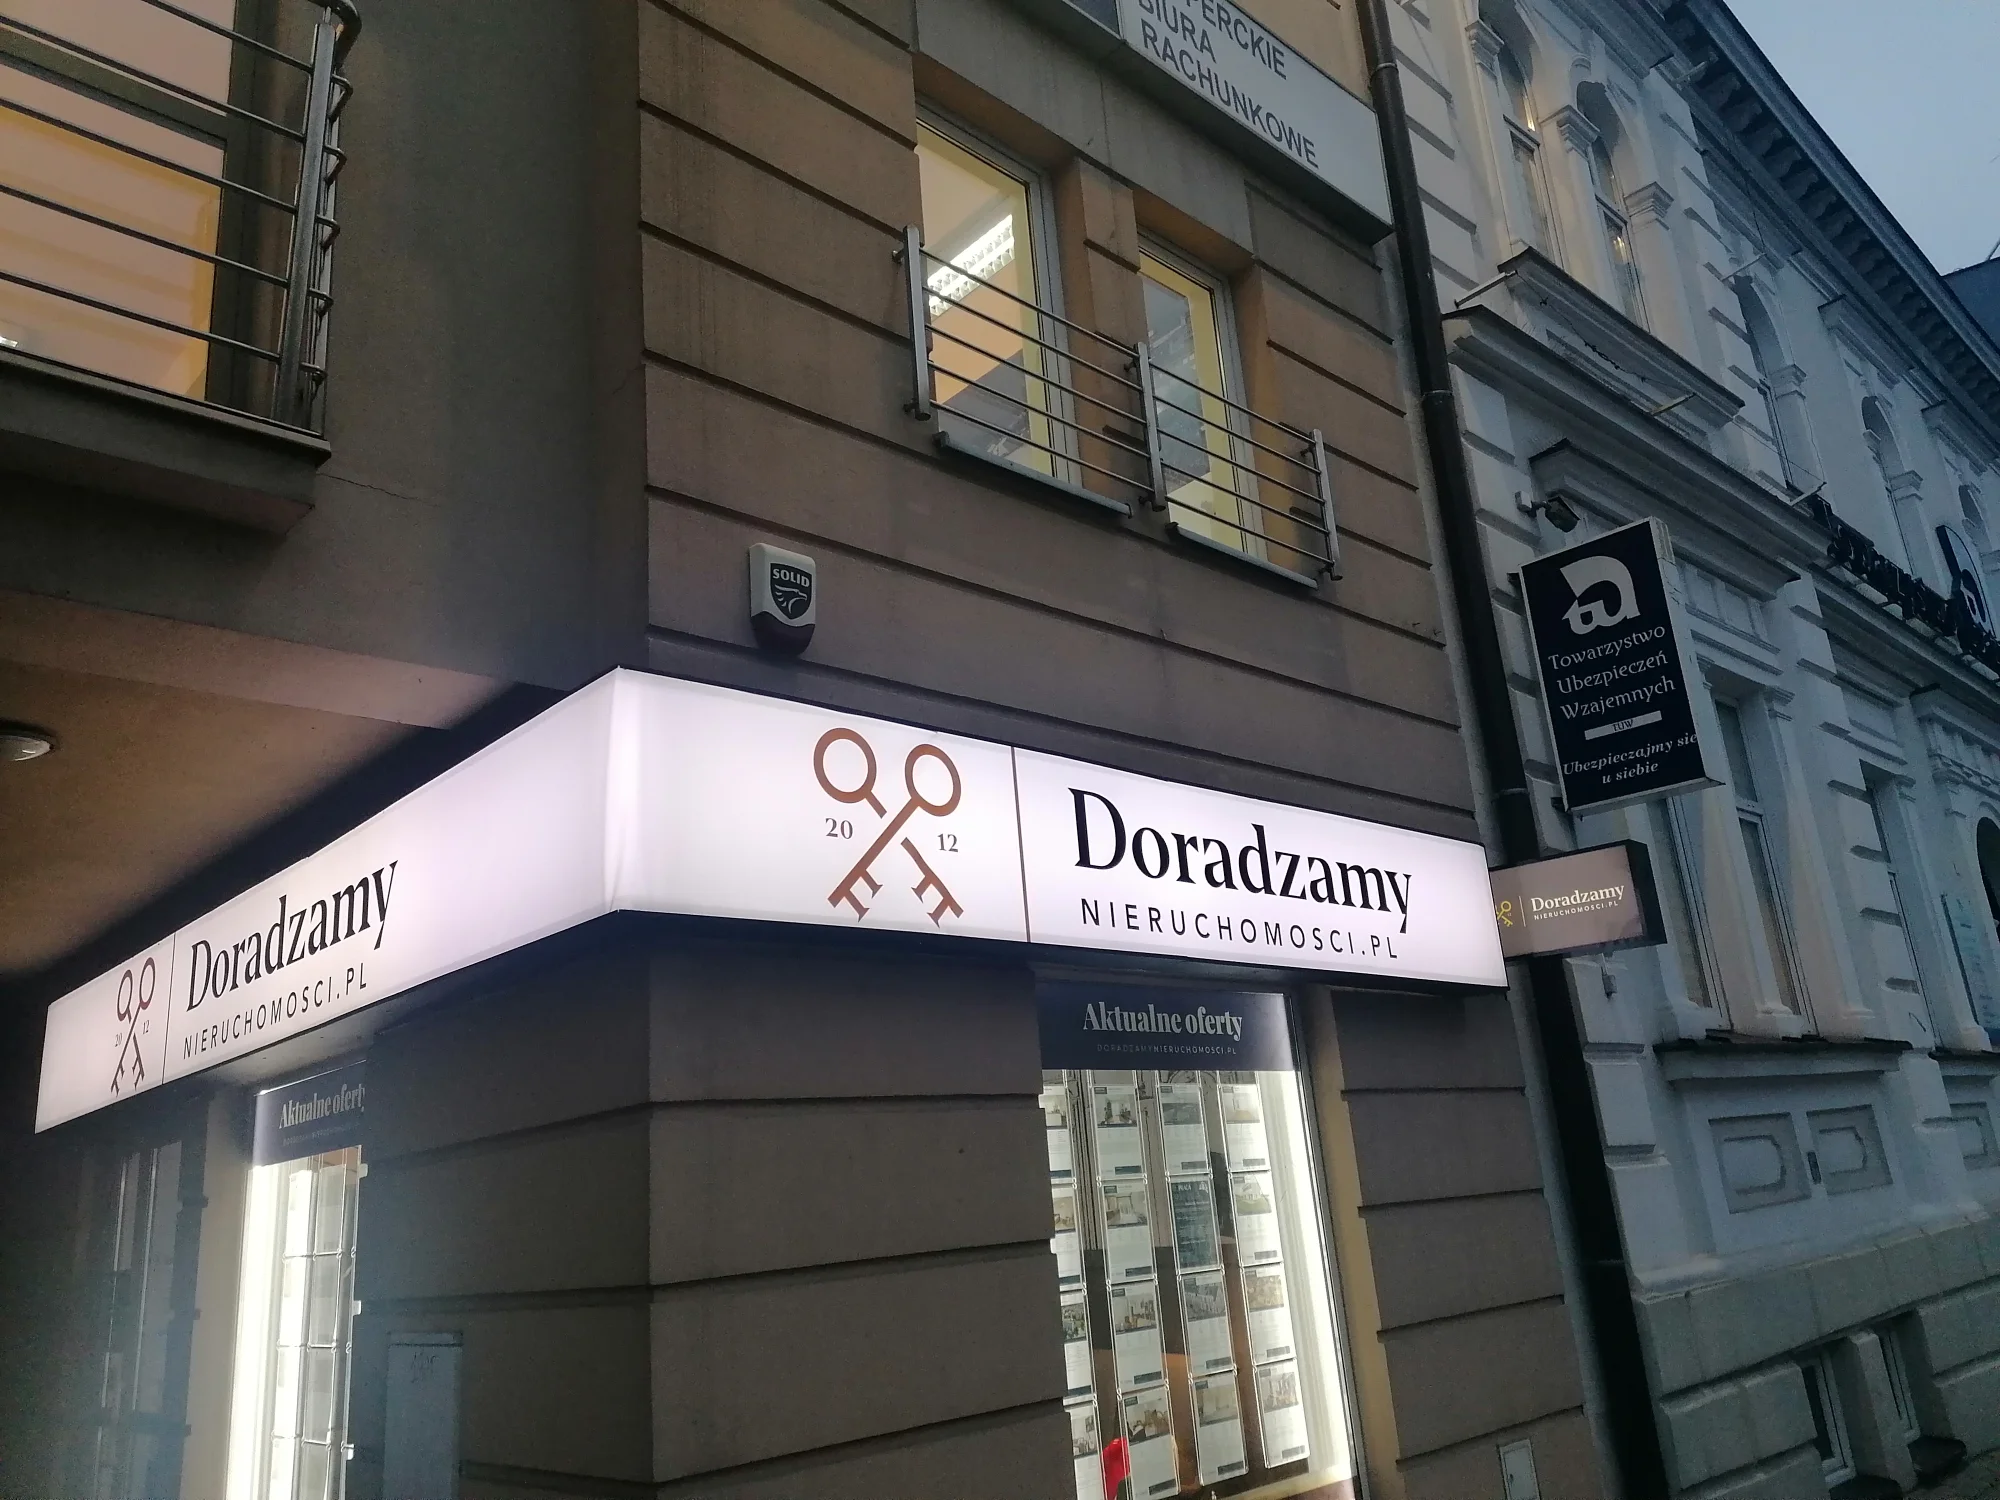 BIURA
RACHUNKOWE
SOLID
Towarzystwo
Ubezpieczeń
Wzajemnych
TUW
Ubezpieczajmy się
u siebie
20 12
Doradzamy
NIERUCHOMOSCI.PL
20 12
Doradzamy
NIERUCHOMOSCI.PL
Doradzamy
NIERUCHOMOSCI.PL
Aktualne oferty
DORADZAMYNIERUCHOMOSCI.PL
Aktualne oferty